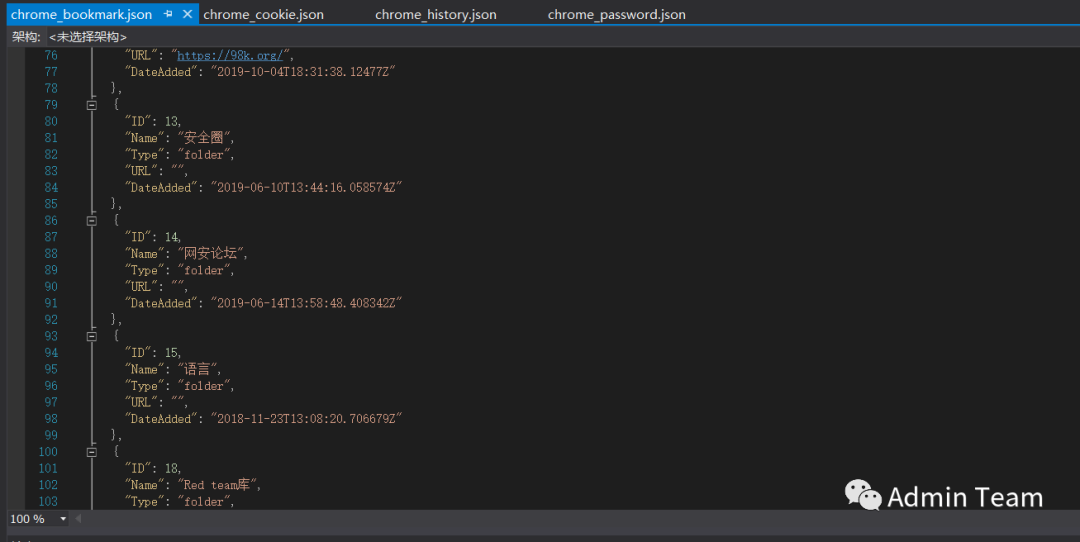 chrome_bookmark.json chrome_cookie.json chrome_history.json chrome_password.json
架构: <未选择架构>
76 "URL": "https://98k.org/",
77 "DateAdded": "2019-10-04T18:31:38.12477Z"
78 },
79 {
80 "ID": 13,
81 "Name": "安全圈",
82 "Type": "folder",
83 "URL": "",
84 "DateAdded": "2019-06-10T13:44:16.058574Z"
85 },
86 {
87 "ID": 14,
88 "Name": "网安论坛",
89 "Type": "folder",
90 "URL": "",
91 "DateAdded": "2019-06-14T13:58:48.408342Z"
92 },
93 {
94 "ID": 15,
95 "Name": "语言",
96 "Type": "folder",
97 "URL": "",
98 "DateAdded": "2018-11-23T13:08:20.706679Z"
99 },
100 {
101 "ID": 18,
102 "Name": "Red team库",
103 "Type": "folder",
Admin Team
100 %